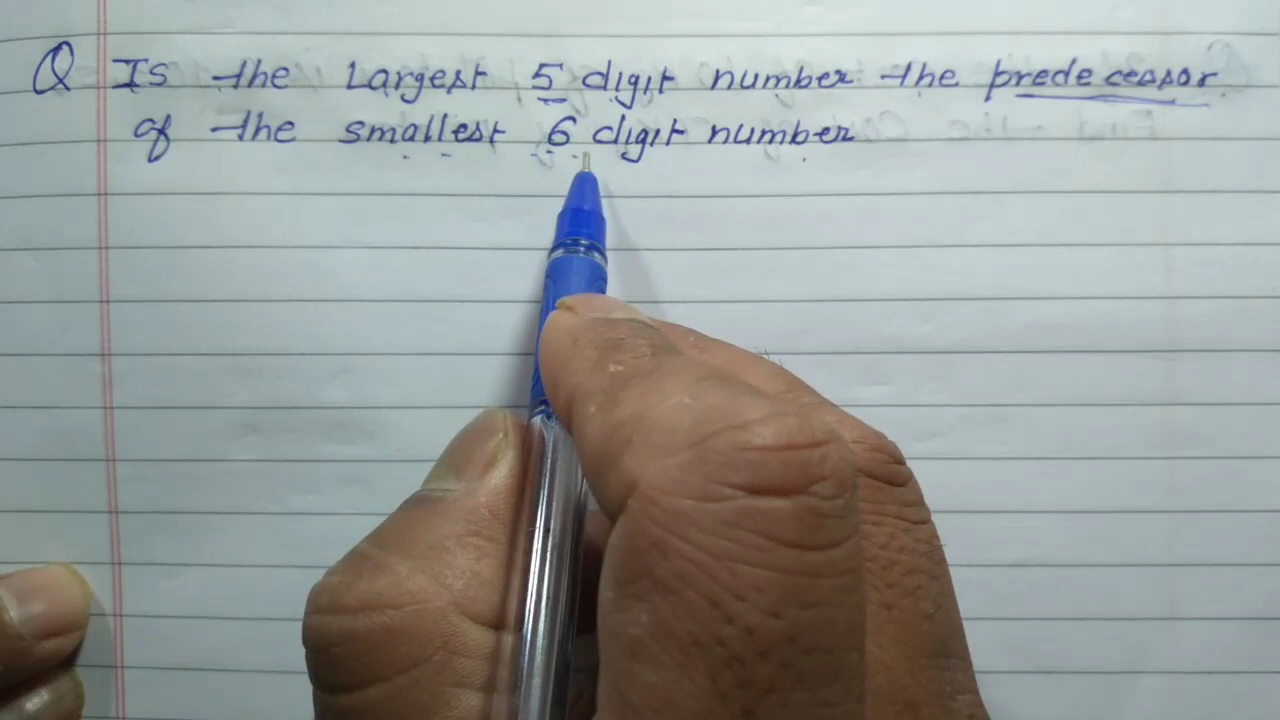 Q Is the Largest 5 digit number the predecessor
of the smallest 6 digit number